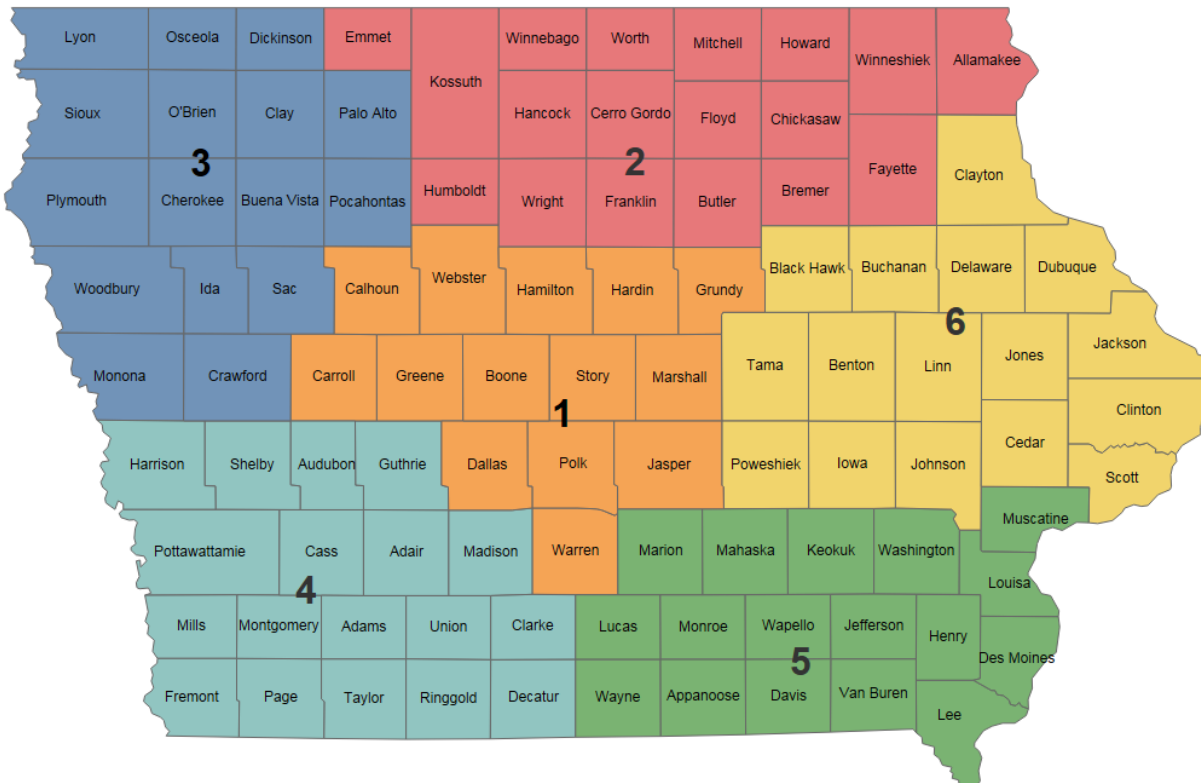 Lyon Osceola Dickinson Emmet Winnebago Worth Mitchell Howard
Winneshiek Allamakee
Kossuth
Sioux O'Brien Clay Palo Alto Hancock Cerro Gordo Floyd Chickasaw
3 2
Fayette Clayton
Plymouth Cherokee Buena Vista Pocahontas Humboldt Wright Franklin Butler Bremer
Woodbury Ida Sac Calhoun Webster Hamilton Hardin Grundy Black Hawk Buchanan Delaware Dubuque
6
Jackson
Monona Crawford Carroll Greene Boone Story Marshall Tama Benton Linn Jones
1
Clinton
Harrison Shelby Audubon Guthrie Dallas Polk Jasper Poweshiek Iowa Johnson Cedar
Scott
Muscatine
Pottawattamie Cass Adair Madison Warren Marion Mahaska Keokuk Washington
Louisa
4
Mills Montgomery Adams Union Clarke Lucas Monroe Wapello Jefferson Henry
Des Moines
5
Fremont Page Taylor Ringgold Decatur Wayne Appanoose Davis Van Buren
Lee